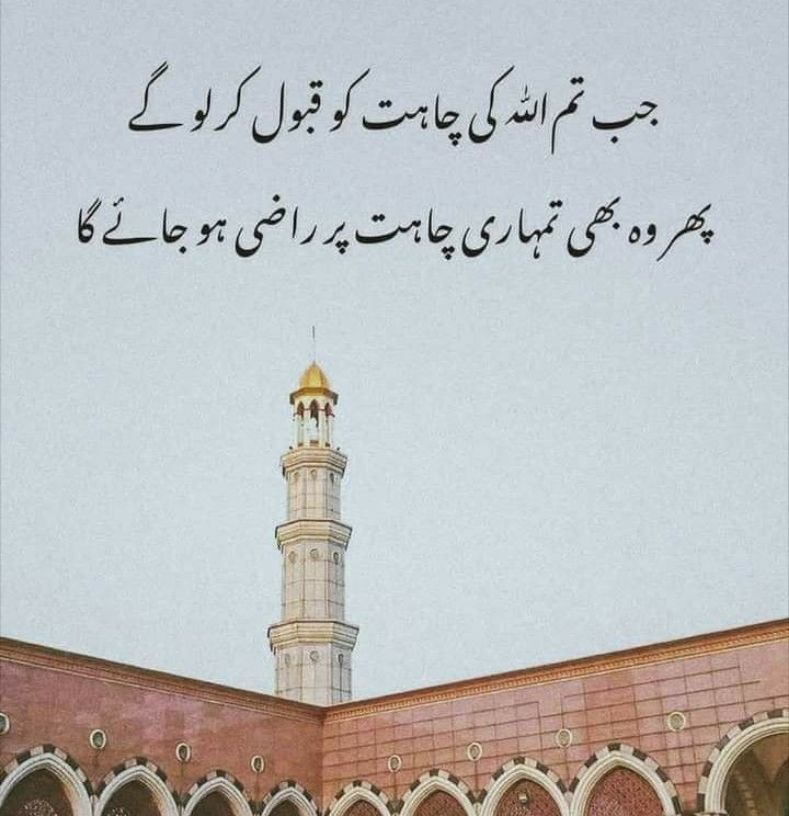 جب تم اللہ کی چاہت کو قبول کر لو گے
پھر وہ بھی تمہاری چاہت پر راضی ہو جائے گا